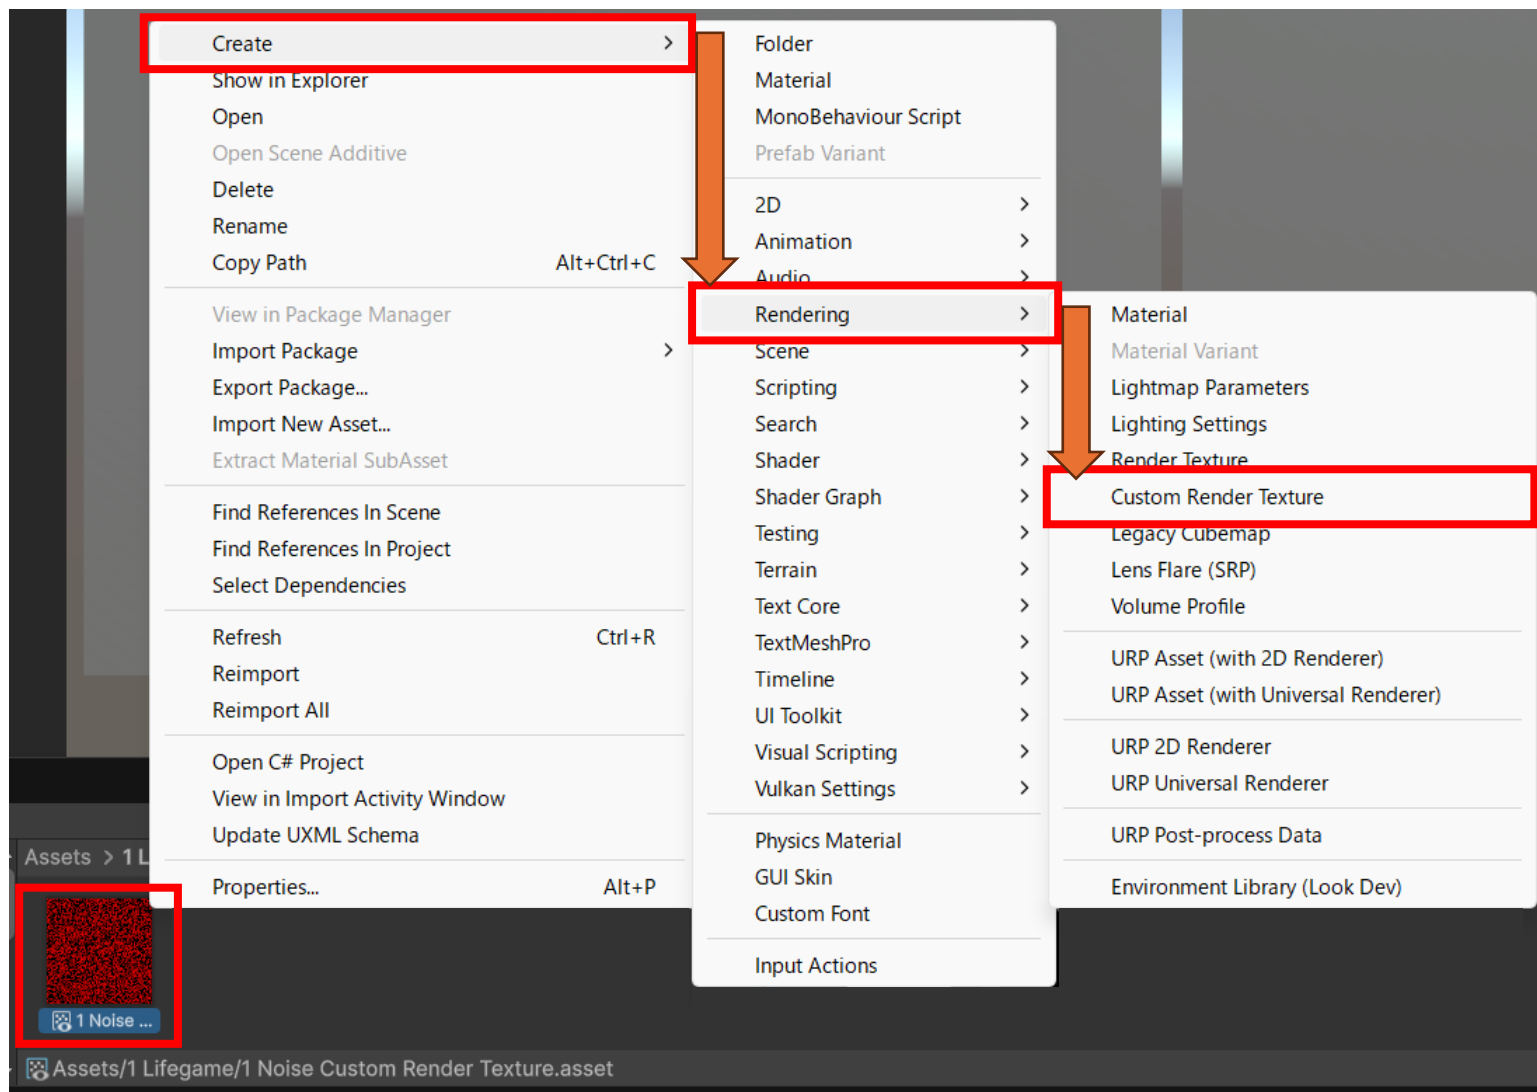 Create
Show in Explorer
Open
Open Scene Additive
Delete
Rename
Copy Path Alt+Ctrl+C
View in Package Manager
Import Package
Export Package...
Import New Asset...
Extract Material SubAsset
Find References In Scene
Find References In Project
Select Dependencies
Refresh Ctrl+R
Reimport
Reimport All
Open C# Project
View in Import Activity Window
Update UXML Schema
Properties... Alt+P
Folder
Material
MonoBehaviour Script
Prefab Variant
2D
Animation
Audio
Rendering
Scene
Scripting
Search
Shader
Shader Graph
Testing
Terrain
Text Core
TextMeshPro
Timeline
UI Toolkit
Visual Scripting
Vulkan Settings
Physics Material
GUI Skin
Custom Font
Input Actions
Material
Material Variant
Lightmap Parameters
Lighting Settings
Render Texture
Custom Render Texture
Legacy Cubemap
Lens Flare (SRP)
Volume Profile
URP Asset (with 2D Renderer)
URP Asset (with Universal Renderer)
URP 2D Renderer
URP Universal Renderer
URP Post-process Data
Environment Library (Look Dev)
Assets > 1 L
1 Noise ...
Assets/1 Lifegame/1 Noise Custom Render Texture.asset